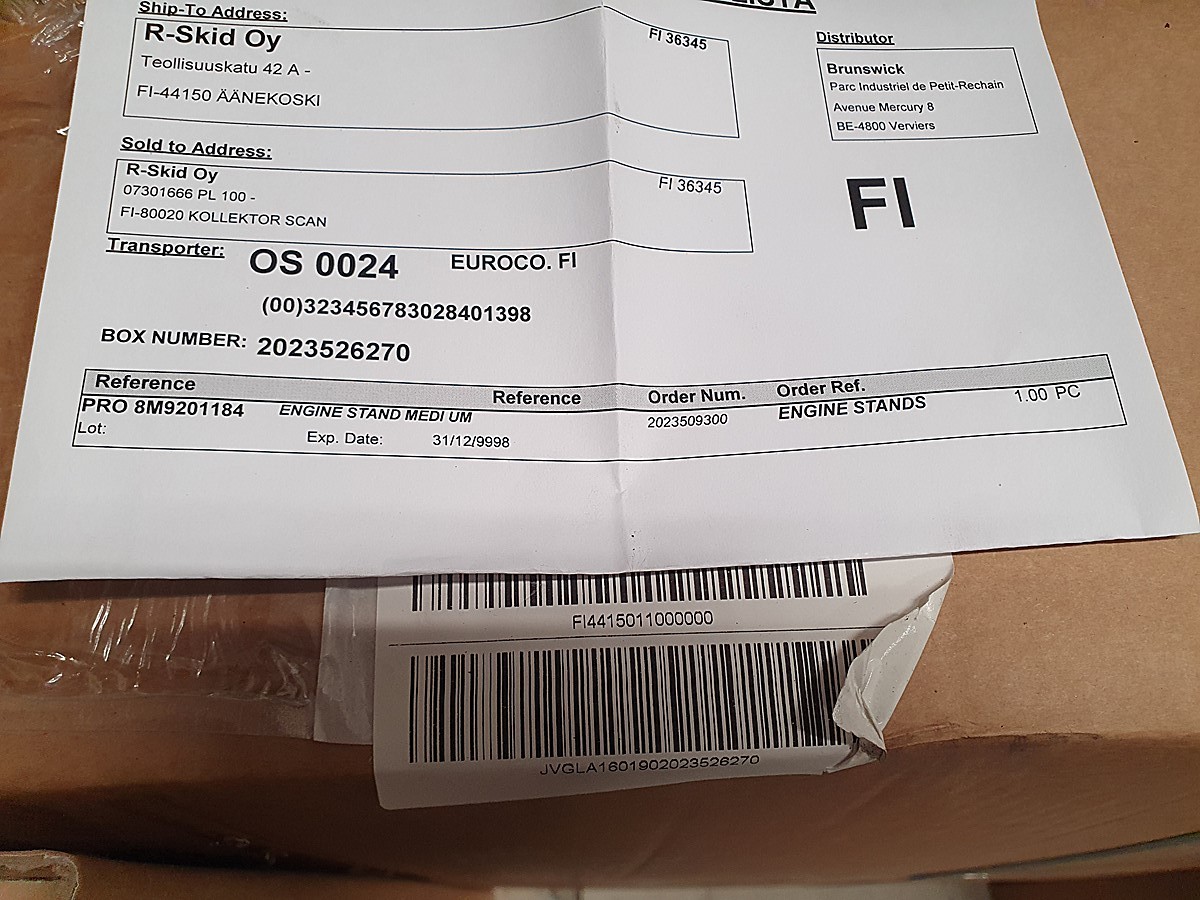 Ship-To Address:
R-Skid Oy
FI 36345
Teollisuuskatu 42 A -
FI-44150 ÄÄNEKOSKI
Distributor
Brunswick
Parc Industriel de Petit-Rechain
Avenue Mercury 8
BE-4800 Verviers
Sold to Address:
R-Skid Oy
FI 36345
07301666 PL 100 -
FI-80020 KOLLEKTOR SCAN
FI
Transporter:
OS 0024 EUROCO. FI
(00)323456783028401398
BOX NUMBER: 2023526270
Reference Reference Order Num. Order Ref.
PRO 8M9201184 ENGINE STAND MEDI UM 2023509300 ENGINE STANDS 1.00 PC
Lot: Exp. Date: 31/12/9998
FI4415011000000
JVGLA1601902023526270